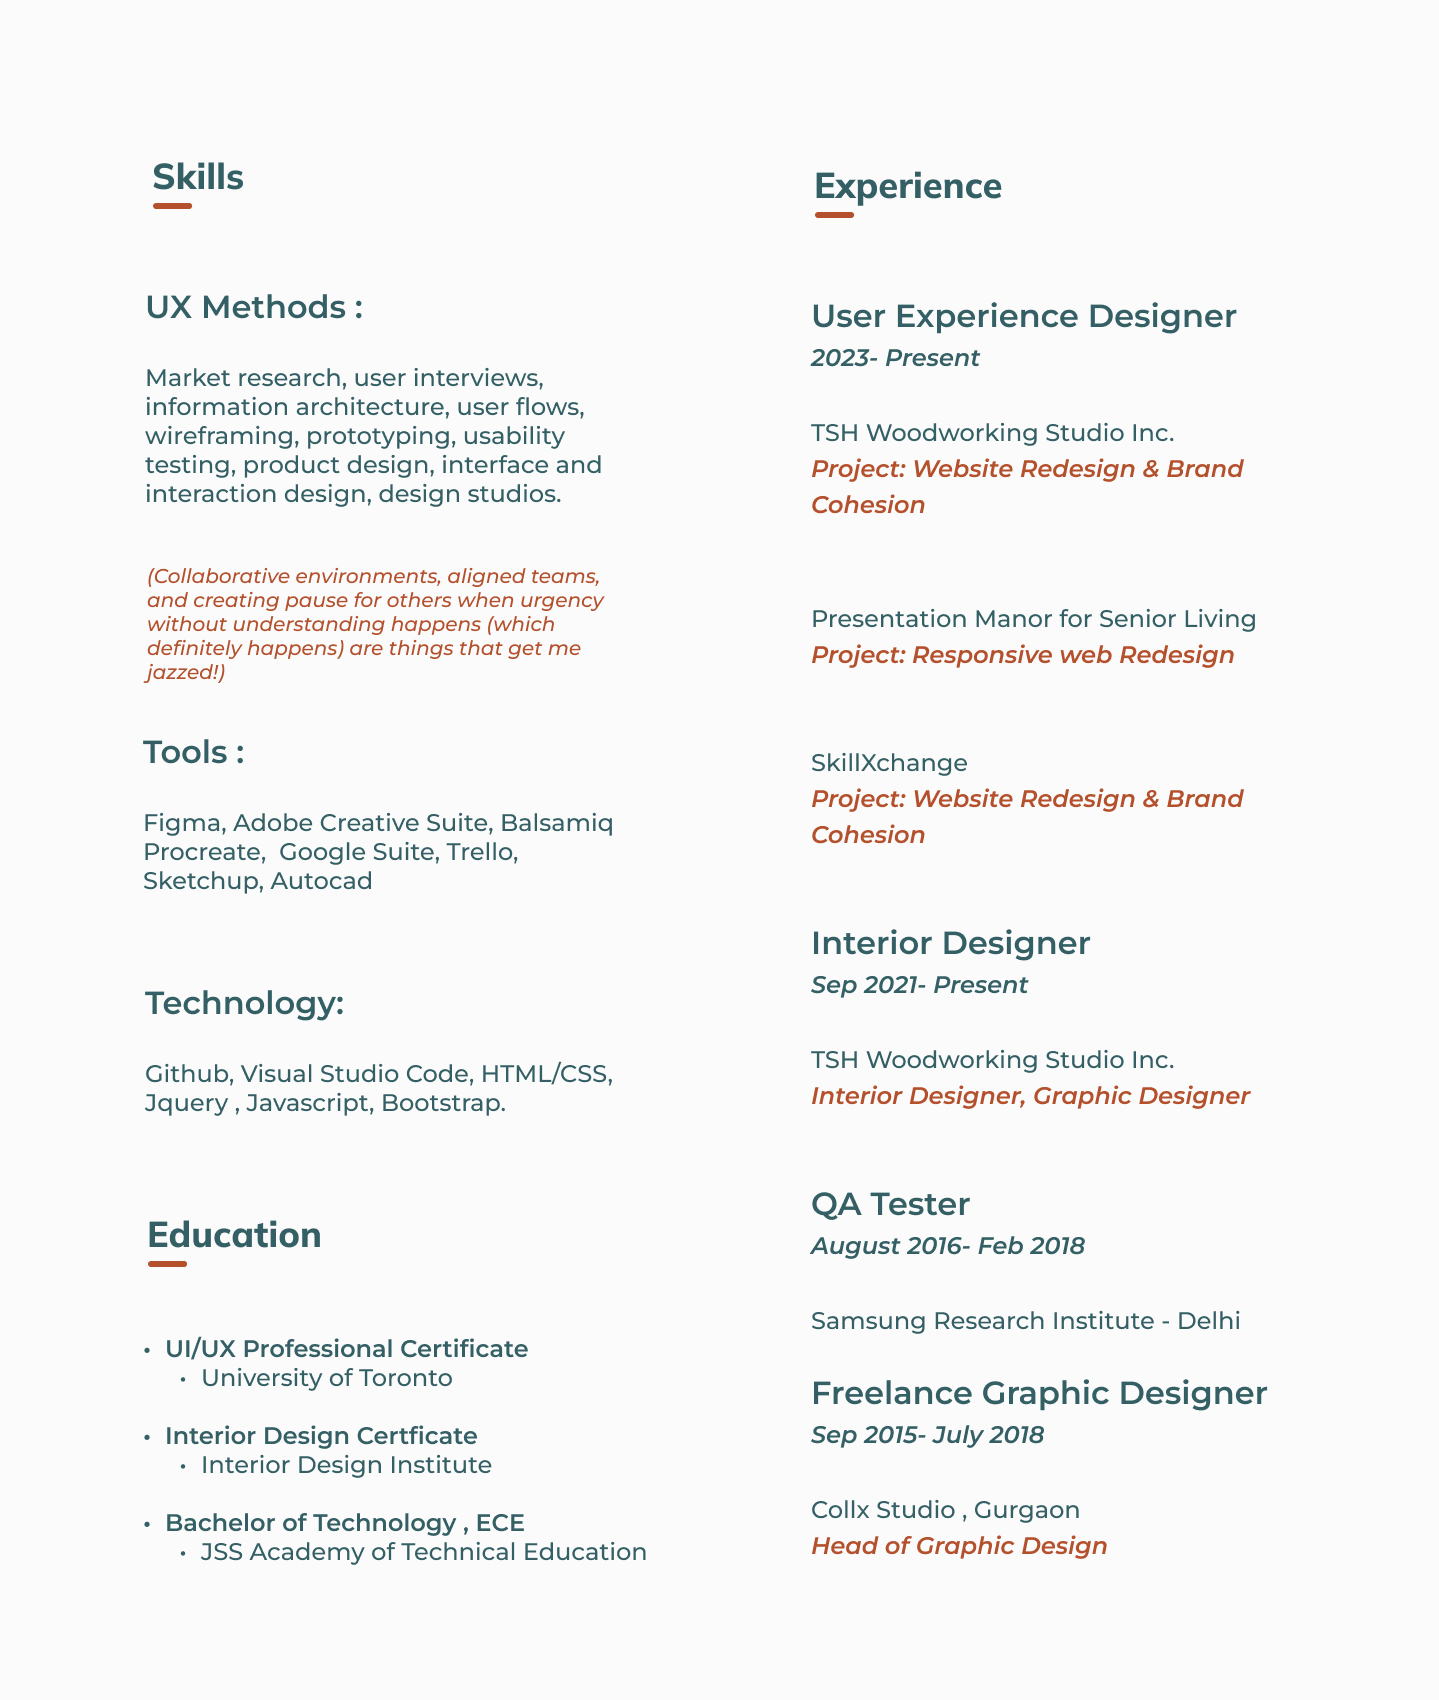 Skills
UX Methods :
Market research, user interviews,
information architecture, user flows,
wireframing, prototyping, usability
testing, product design, interface and
interaction design, design studios.
(Collaborative environments, aligned teams,
and creating pause for others when urgency
without understanding happens (which
definitely happens) are things that get me
jazzed!)
Tools :
Figma, Adobe Creative Suite, Balsamiq
Procreate,  Google Suite, Trello,
Sketchup, Autocad
Technology:
Github, Visual Studio Code, HTML/CSS,
Jquery , Javascript, Bootstrap.
Education
• UI/UX Professional Certificate
• University of Toronto
• Interior Design Certficate
• Interior Design Institute
• Bachelor of Technology , ECE
• JSS Academy of Technical Education
Experience
User Experience Designer
2023- Present
TSH Woodworking Studio Inc.
Project: Website Redesign & Brand
Cohesion
Presentation Manor for Senior Living
Project: Responsive web Redesign
SkillXchange
Project: Website Redesign & Brand
Cohesion
Interior Designer
Sep 2021- Present
TSH Woodworking Studio Inc.
Interior Designer, Graphic Designer
QA Tester
August 2016- Feb 2018
Samsung Research Institute - Delhi
Freelance Graphic Designer
Sep 2015- July 2018
Collx Studio , Gurgaon
Head of Graphic Design